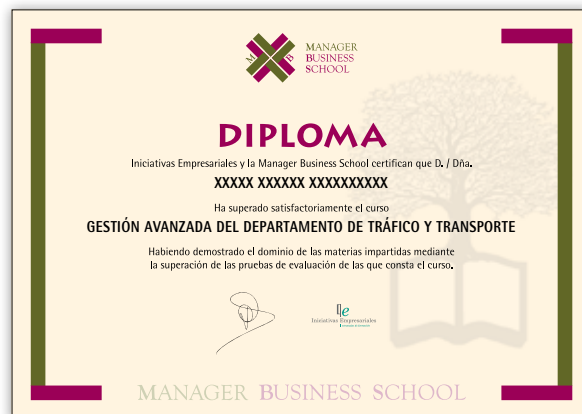 M B
MANAGER
BUSINESS
SCHOOL
DIPLOMA
Iniciativas Empresariales y la Manager Business School certifican que D. / Dña.
XXXXX XXXXXX XXXXXXXXXX
Ha superado satisfactoriamente el curso
GESTIÓN AVANZADA DEL DEPARTAMENTO DE TRÁFICO Y TRANSPORTE
Habiendo demostrado el dominio de las materias impartidas mediante
la superación de las pruebas de evaluación de las que consta el curso.
Iniciativas Empresariales
MANAGER BUSINESS SCHOOL